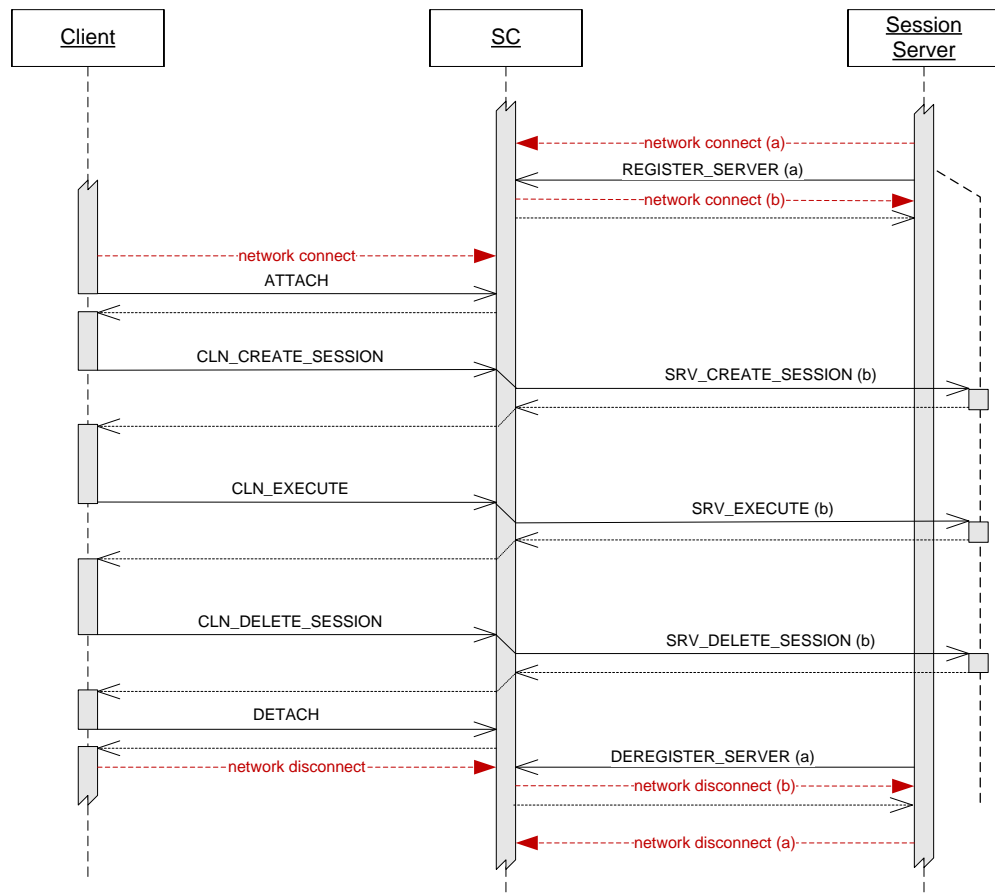 Client
SC
Session
Server
network connect (a)
REGISTER_SERVER (a)
network connect (b)
network connect
ATTACH
CLN_CREATE_SESSION
SRV_CREATE_SESSION (b)
CLN_EXECUTE
SRV_EXECUTE (b)
CLN_DELETE_SESSION
SRV_DELETE_SESSION (b)
DETACH
network disconnect
DEREGISTER_SERVER (a)
network disconnect (b)
network disconnect (a)